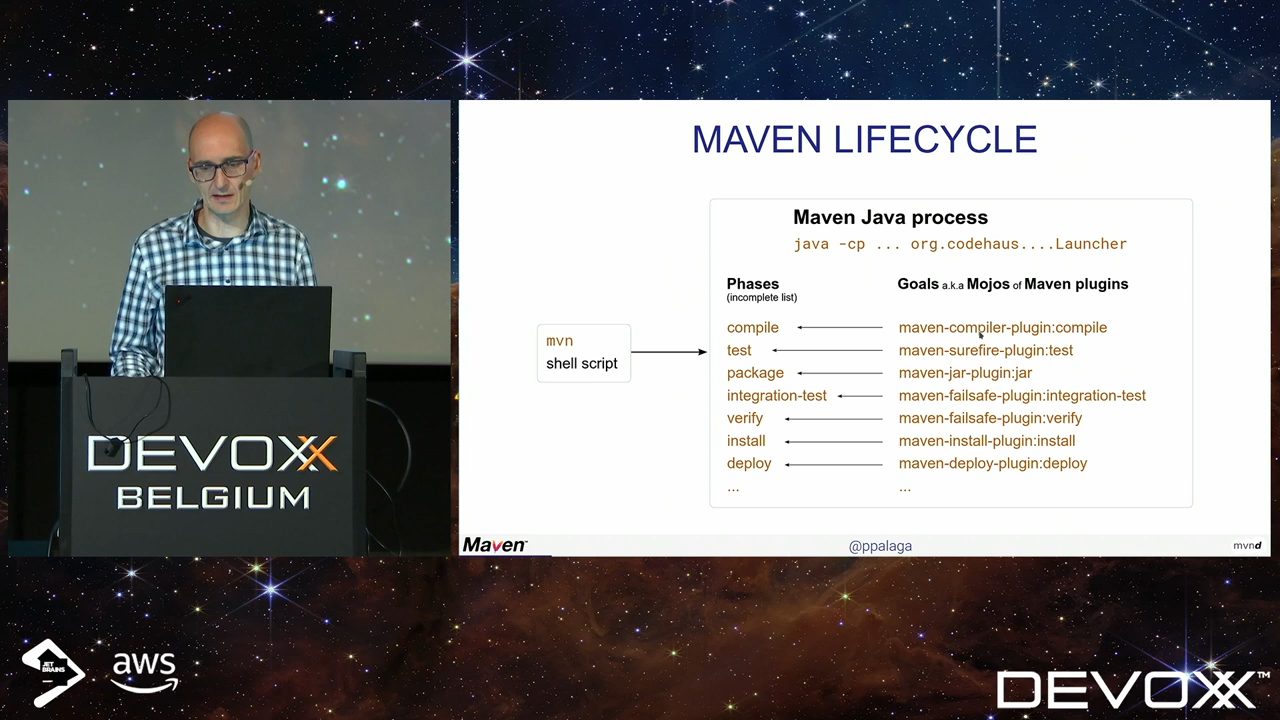 MAVEN LIFECYCLE
Maven Java process
java -cp ... org.codehaus....Launcher
Phases
(incomplete list)
Goals a.k.a Mojos of Maven plugins
mvn
shell script
compile
maven-compiler-plugin:compile
test
maven-surefire-plugin:test
package
maven-jar-plugin:jar
integration-test
maven-failsafe-plugin:integration-test
verify
maven-failsafe-plugin:verify
install
maven-install-plugin:install
deploy
maven-deploy-plugin:deploy
...
...
Maven™
@ppalaga
mvnd
DEVOXX
BELGIUM
JET
BRAINS
aws
DEVOXX™